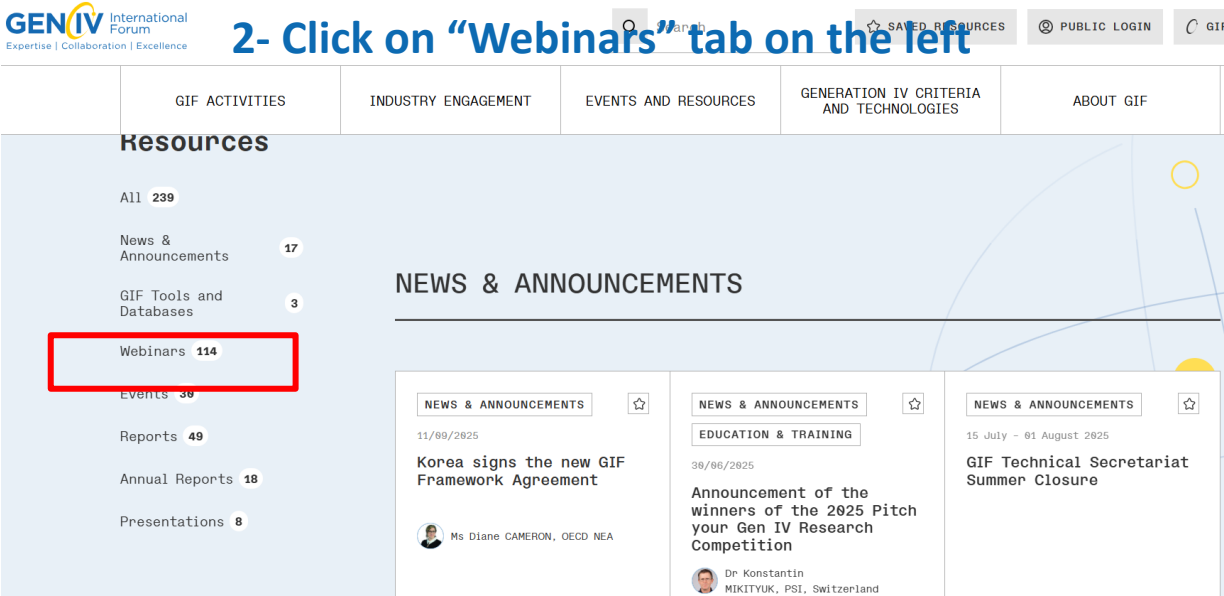 GEN IV International
Forum
Expertise | Collaboration | Excellence
2- Click on “Webinars” tab on the left
Search
SAVED RESOURCES
PUBLIC LOGIN
GIF
GIF ACTIVITIES
INDUSTRY ENGAGEMENT
EVENTS AND RESOURCES
GENERATION IV CRITERIA
AND TECHNOLOGIES
ABOUT GIF
Resources
All 239
News &
Announcements 17
GIF Tools and
Databases 3
Webinars 114
Events 30
Reports 49
Annual Reports 18
Presentations 8
NEWS & ANNOUNCEMENTS
NEWS & ANNOUNCEMENTS
11/09/2025
Korea signs the new GIF
Framework Agreement
Ms Diane CAMERON, OECD NEA
NEWS & ANNOUNCEMENTS
EDUCATION & TRAINING
30/06/2025
Announcement of the
winners of the 2025 Pitch
your Gen IV Research
Competition
Dr Konstantin
MIKITYUK, PSI, Switzerland
NEWS & ANNOUNCEMENTS
15 July - 01 August 2025
GIF Technical Secretariat
Summer Closure